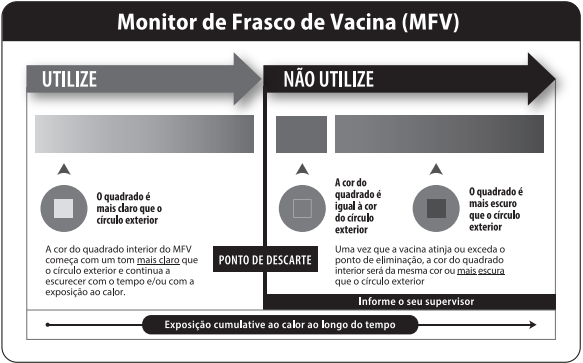 Monitor de Frasco de Vacina (MFV)
UTILIZE
NÃO UTILIZE
O quadrado é
mais claro que o
círculo exterior
A cor do
quadrado é
igual à cor
do círculo
exterior
O quadrado é
mais escuro
que o círculo
exterior
A cor do quadrado interior do MFV
começa com um tom mais claro que
o círculo exterior e continua a
escurecer com o tempo e/ou com a
exposição ao calor.
PONTO DE DESCARTE
Uma vez que a vacina atinja ou exceda o
ponto de eliminação, a cor do quadrado
interior será da mesma cor ou mais escura
que o círculo exterior
Informe o seu supervisor
Exposição cumulative ao calor ao longo do tempo